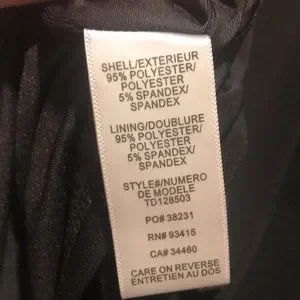 SHELL/EXTERIEUR
95% POLYESTER/
POLYESTER
5% SPANDEX/
SPANDEX
LINING/DOUBLURE
95% POLYESTER/
POLYESTER
5% SPANDEX/
SPANDEX
STYLE#/NUMERO
DE MODELE
TD128503
PO# 38231
RN# 93415
CA# 34460
CARE ON REVERSE
ENTRETIEN AU DOS